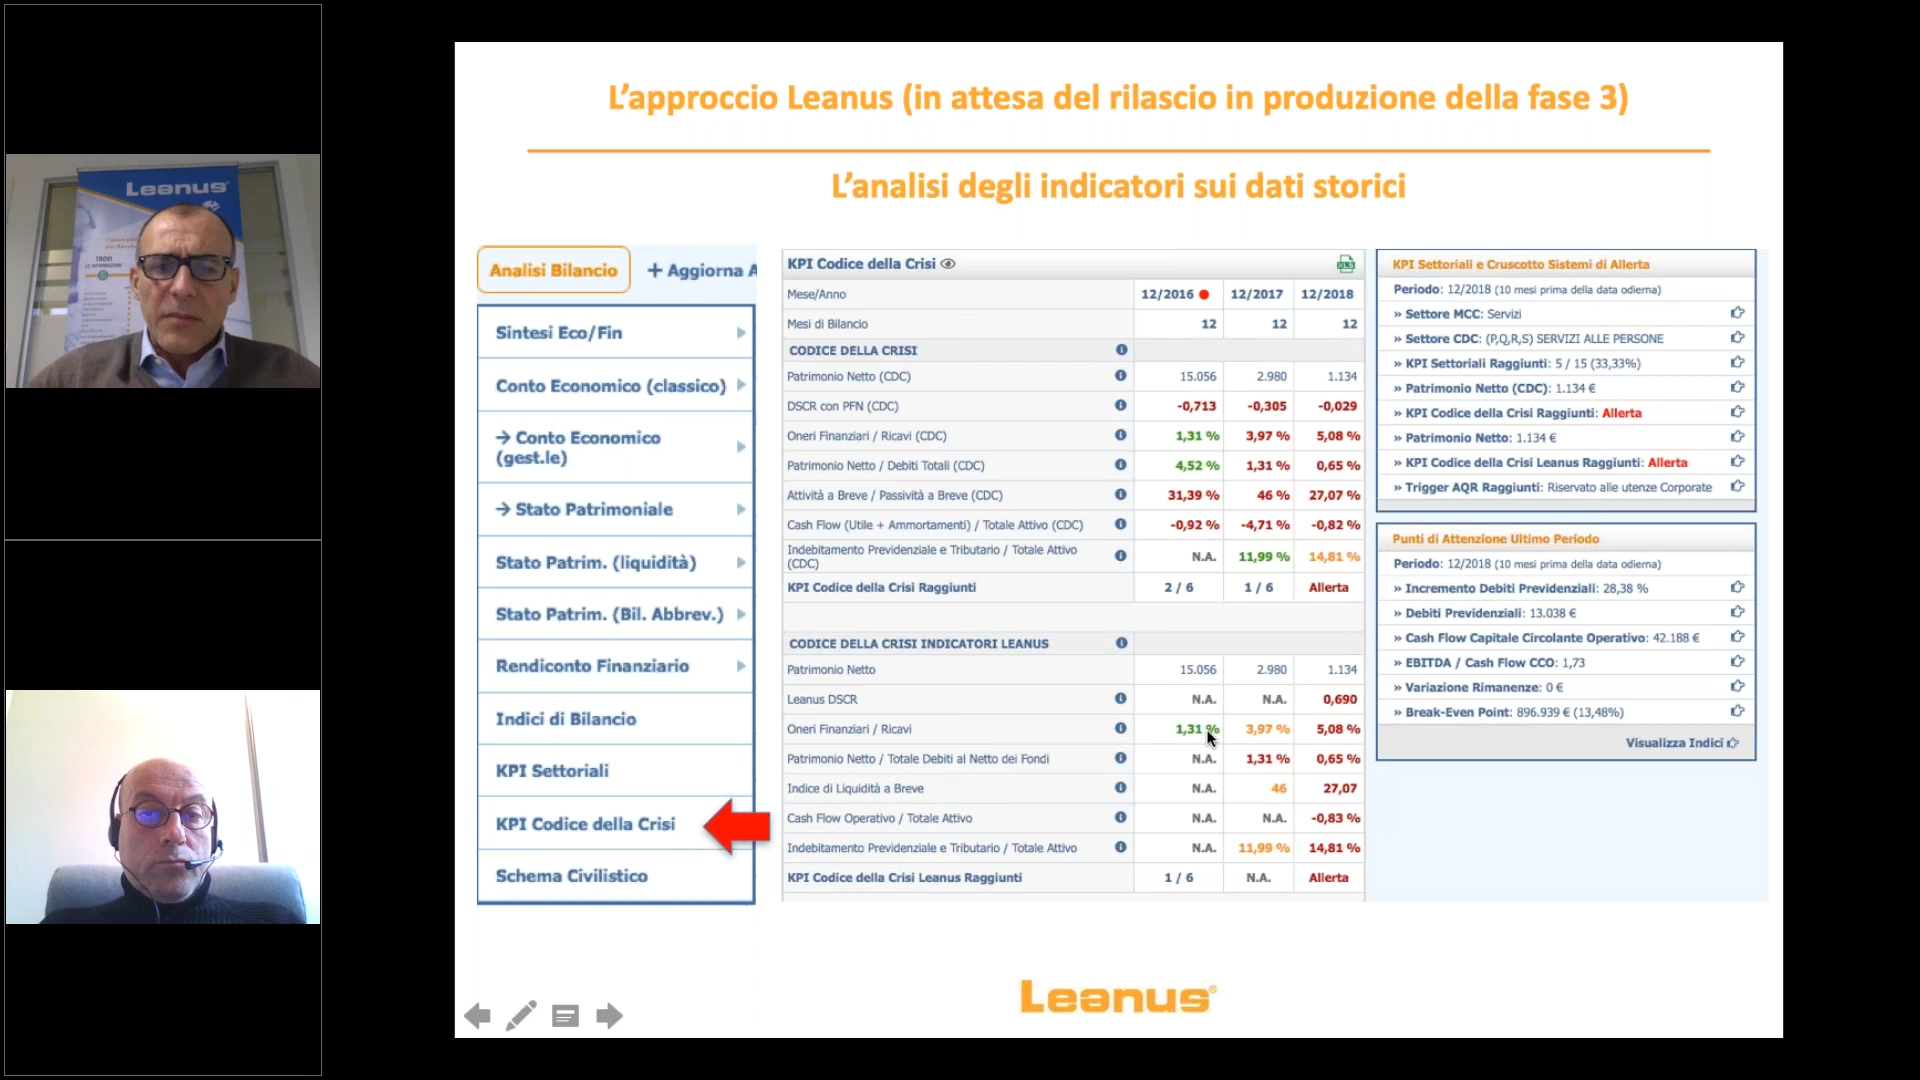 Leanus
TROVI
LE INFORMAZIONI
L'approccio Leanus (in attesa del rilascio in produzione della fase 3)
L'analisi degli indicatori sui dati storici
Analisi Bilancio + Aggiorna A
Sintesi Eco/Fin
Conto Economico (classico)
→ Conto Economico
(gest.le)
→ Stato Patrimoniale
Stato Patrim. (liquidità)
Stato Patrim. (Bil. Abbrev.)
Rendiconto Finanziario
Indici di Bilancio
KPI Settoriali
KPI Codice della Crisi
Schema Civilistico
KPI Codice della Crisi XLS
Mese/Anno 12/2016 12/2017 12/2018
Mesi di Bilancio 12 12 12
CODICE DELLA CRISI
Patrimonio Netto (CDC) 15.056 2.980 1.134
DSCR con PFN (CDC) -0,713 -0,305 -0,029
Oneri Finanziari / Ricavi (CDC) 1,31 % 3,97 % 5,08 %
Patrimonio Netto / Debiti Totali (CDC) 4,52 % 1,31 % 0,65 %
Attività a Breve / Passività a Breve (CDC) 31,39 % 46 % 27,07 %
Cash Flow (Utile + Ammortamenti) / Totale Attivo (CDC) -0,92 % -4,71 % -0,82 %
Indebitamento Previdenziale e Tributario / Totale Attivo
(CDC) N.A. 11,99 % 14,81 %
KPI Codice della Crisi Raggiunti 2 / 6 1 / 6 Allerta
CODICE DELLA CRISI INDICATORI LEANUS
Patrimonio Netto 15.056 2.980 1.134
Leanus DSCR N.A. N.A. 0,690
Oneri Finanziari / Ricavi 1,31 % 3,97 % 5,08 %
Patrimonio Netto / Totale Debiti al Netto dei Fondi N.A. 1,31 % 0,65 %
Indice di Liquidità a Breve N.A. 46 27,07
Cash Flow Operativo / Totale Attivo N.A. N.A. -0,83 %
Indebitamento Previdenziale e Tributario / Totale Attivo N.A. 11,99 % 14,81 %
KPI Codice della Crisi Leanus Raggiunti 1 / 6 N.A. Allerta
KPI Settoriali e Cruscotto Sistemi di Allerta
Periodo: 12/2018 (10 mesi prima della data odierna)
» Settore MCC: Servizi
» Settore CDC: (P,Q,R,S) SERVIZI ALLE PERSONE
» KPI Settoriali Raggiunti: 5 / 15 (33,33%)
» Patrimonio Netto (CDC): 1.134 €
» KPI Codice della Crisi Raggiunti: Allerta
» Patrimonio Netto: 1.134 €
» KPI Codice della Crisi Leanus Raggiunti: Allerta
» Trigger AQR Raggiunti: Riservato alle utenze Corporate
Punti di Attenzione Ultimo Periodo
Periodo: 12/2018 (10 mesi prima della data odierna)
» Incremento Debiti Previdenziali: 28,38 %
» Debiti Previdenziali: 13.038 €
» Cash Flow Capitale Circolante Operativo: 42.188 €
» EBITDA / Cash Flow CCO: 1,73
» Variazione Rimanenze: 0 €
» Break-Even Point: 896.939 € (13,48%)
Visualizza Indici
Leanus®